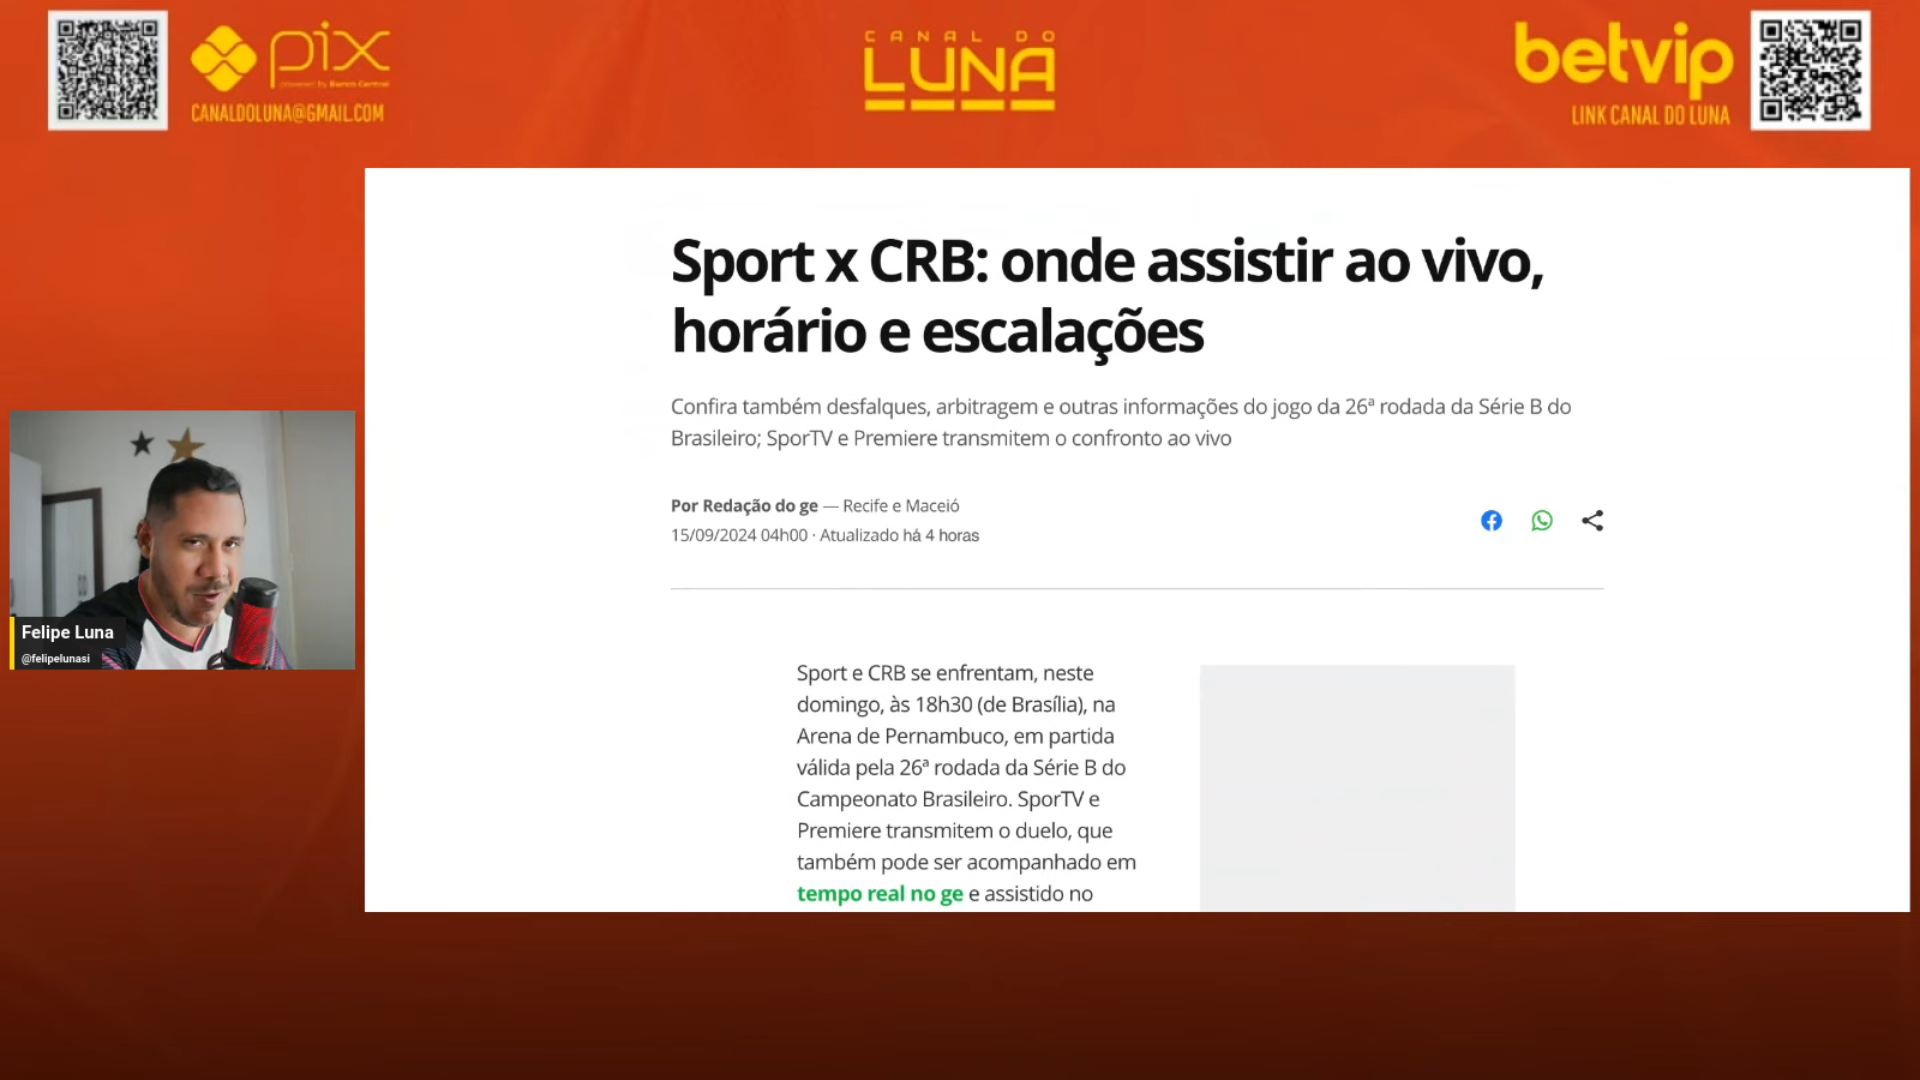 pix
powered by Banco Central
CANALDOLUNA@GMAIL.COM
CANAL DO
LUNA
betvip
LINK CANAL DO LUNA
Sport x CRB: onde assistir ao vivo,
horário e escalações
Confira também desfalques, arbitragem e outras informações do jogo da 26ª rodada da Série B do
Brasileiro; SporTV e Premiere transmitem o confronto ao vivo
Por Redação do ge — Recife e Maceió
15/09/2024 04h00 · Atualizado há 4 horas
Felipe Luna
@felipelunasi
Sport e CRB se enfrentam, neste
domingo, às 18h30 (de Brasília), na
Arena de Pernambuco, em partida
válida pela 26ª rodada da Série B do
Campeonato Brasileiro. SporTV e
Premiere transmitem o duelo, que
também pode ser acompanhado em
tempo real no ge e assistido no